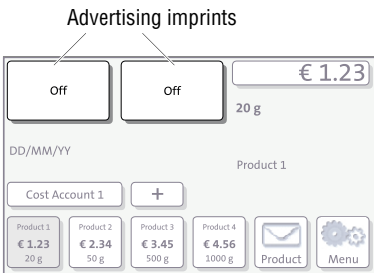 Advertising imprints
Off
Off
€ 1.23
20 g
DD/MM/YY
Product 1
Cost Account 1
+
Product 1
€ 1.23
20 g
Product 2
€ 2.34
50 g
Product 3
€ 3.45
500 g
Product 4
€ 4.56
1000 g
Product
Menu